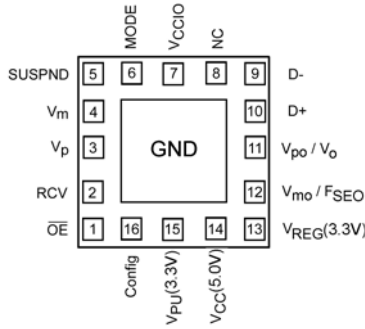 MODE
VCCIO
NC
SUSPND 5 6 7 8 9 D-
Vm 4 10 D+
Vp 3 GND 11 Vpo / Vo
RCV 2 12 Vmo / FSEO
OE 1 16 15 14 13 VREG(3.3V)
Config
VPU(3.3V)
VCC(5.0V)